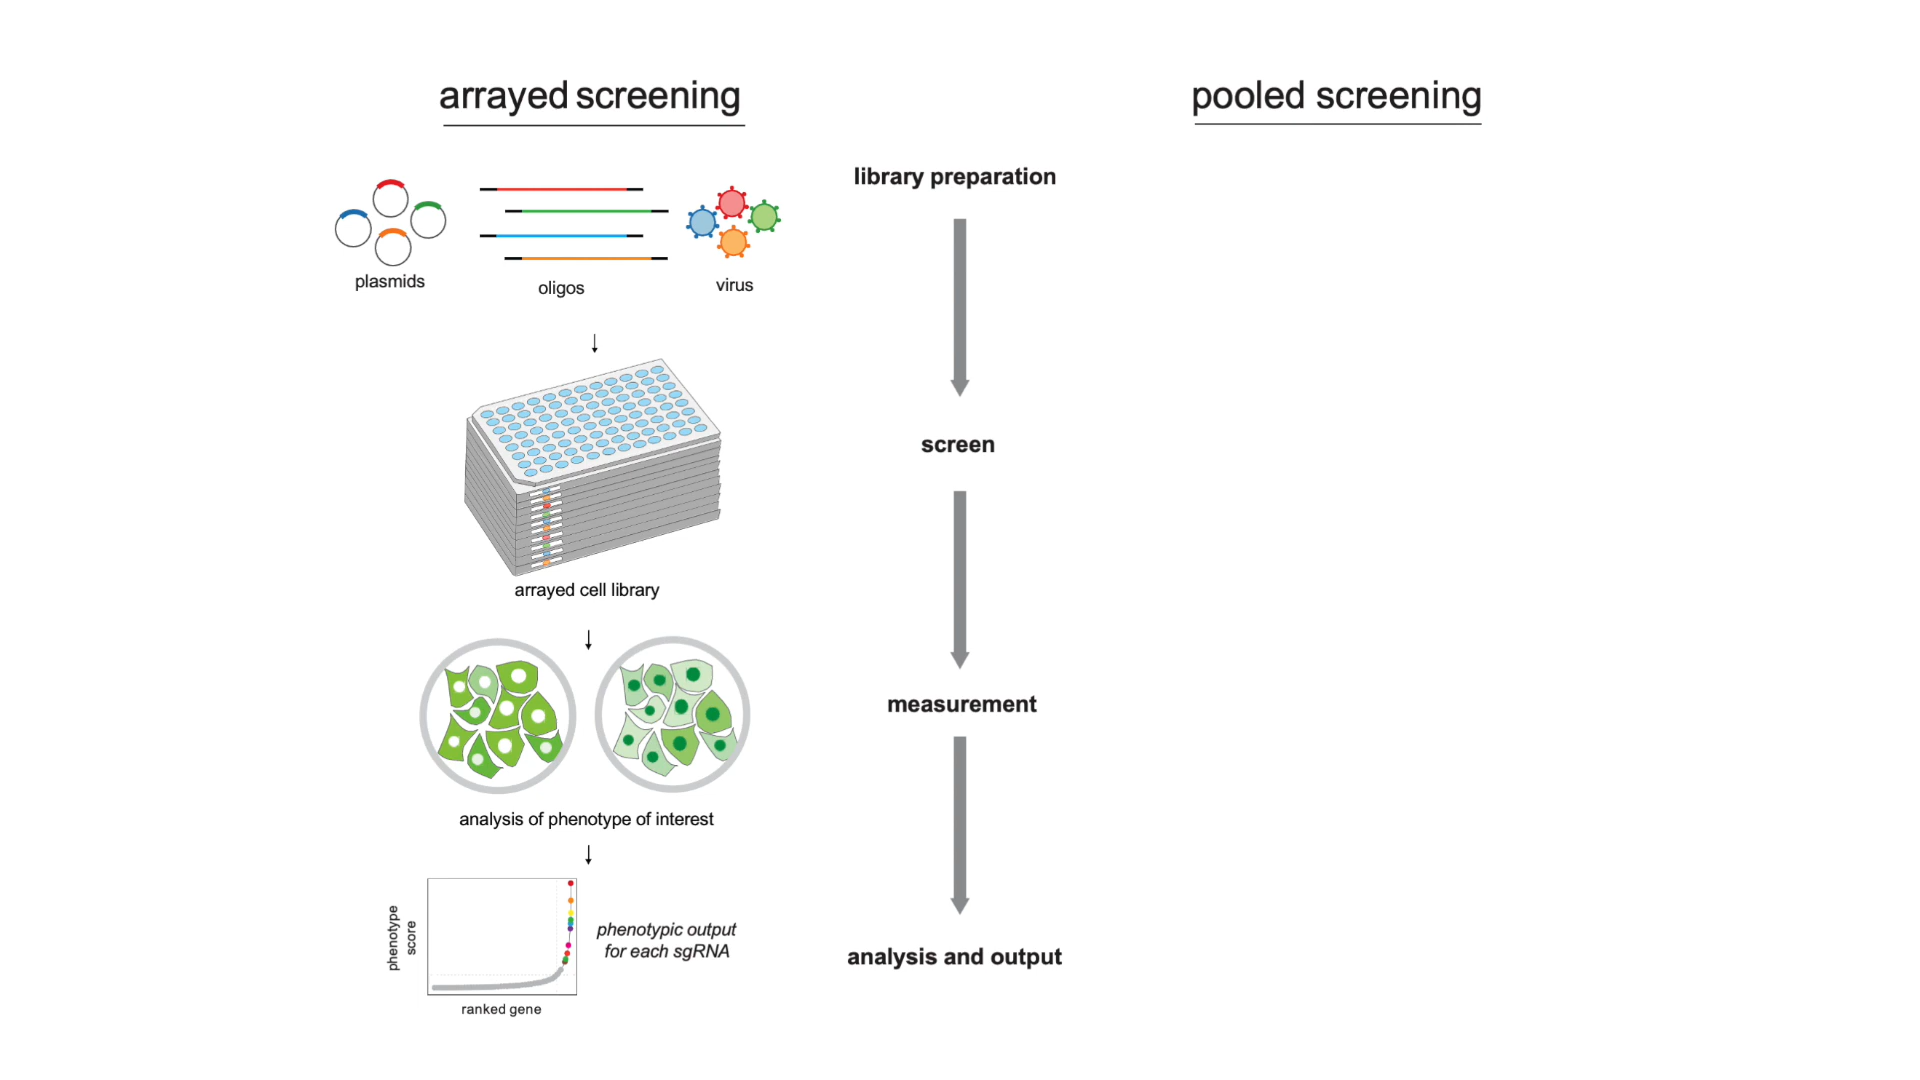 arrayed screening
pooled screening
library preparation
plasmids
oligos
virus
screen
arrayed cell library
measurement
analysis of phenotype of interest
phenotype
score
phenotypic output
for each sgRNA
analysis and output
ranked gene